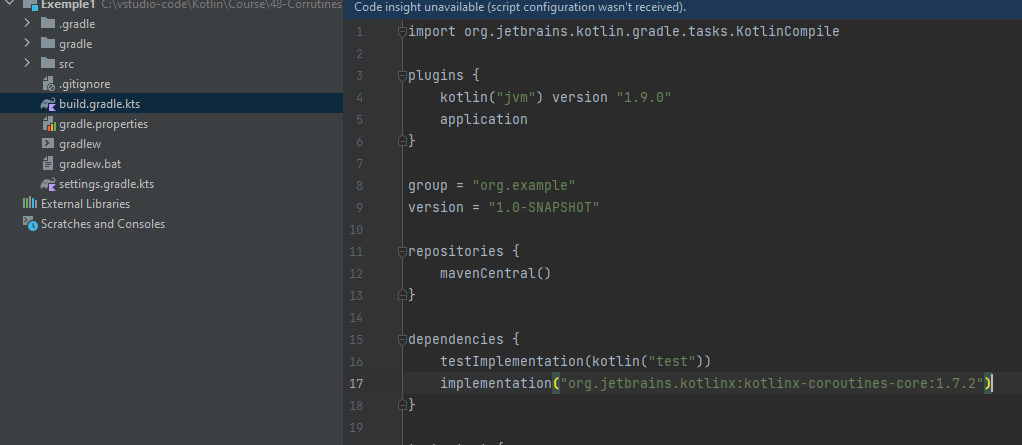 Exemple1 C:\vstudio-code\Kotlin\Course\48-Corrutines
.gradle
gradle
src
.gitignore
build.gradle.kts
gradle.properties
gradlew
gradlew.bat
settings.gradle.kts
External Libraries
Scratches and Consoles
Code insight unavailable (script configuration wasn't received).
1 import org.jetbrains.kotlin.gradle.tasks.KotlinCompile
2
3 plugins {
4 kotlin("jvm") version "1.9.0"
5 application
6 }
7
8 group = "org.example"
9 version = "1.0-SNAPSHOT"
10
11 repositories {
12 mavenCentral()
13 }
14
15 dependencies {
16 testImplementation(kotlin("test"))
17 implementation("org.jetbrains.kotlinx:kotlinx-coroutines-core:1.7.2")
18 }
19